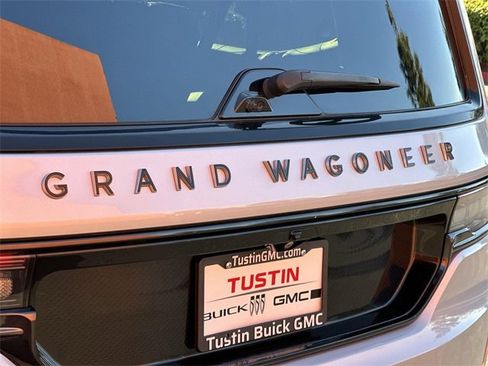 GRAND WAGONEER
TustinGMC.com
TUSTIN
BUICK GMC
Tustin Buick GMC